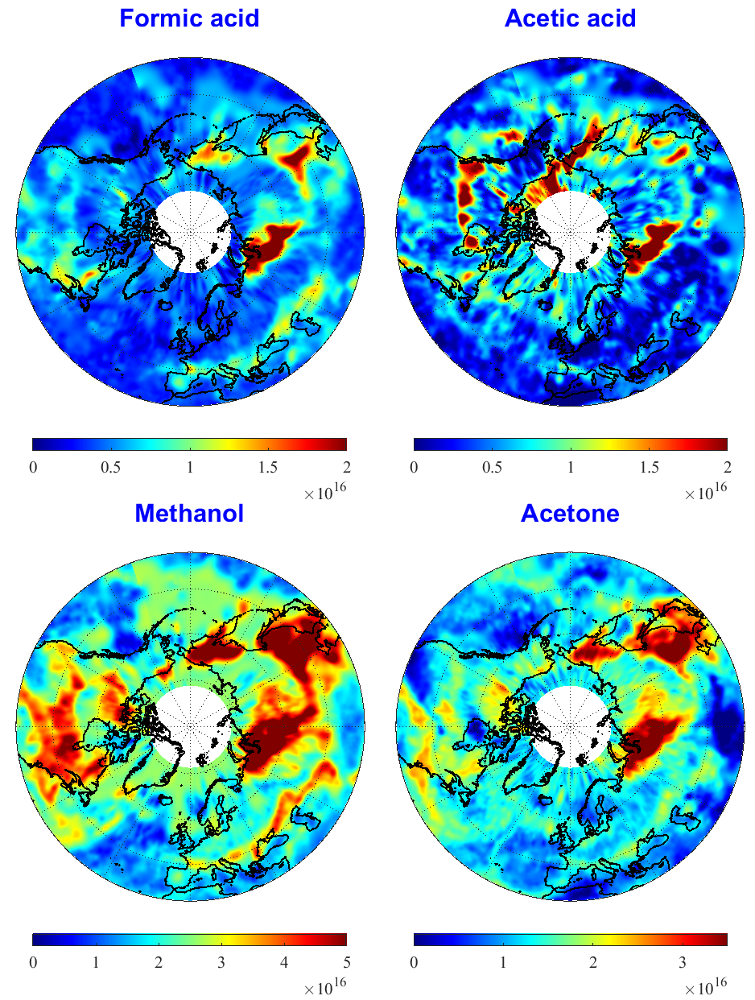 Formic acid
Acetic acid
0 0.5 1 1.5 2
×10^16
0 0.5 1 1.5 2
×10^16
Methanol
Acetone
0 1 2 3 4 5
×10^16
0 1 2 3
×10^16